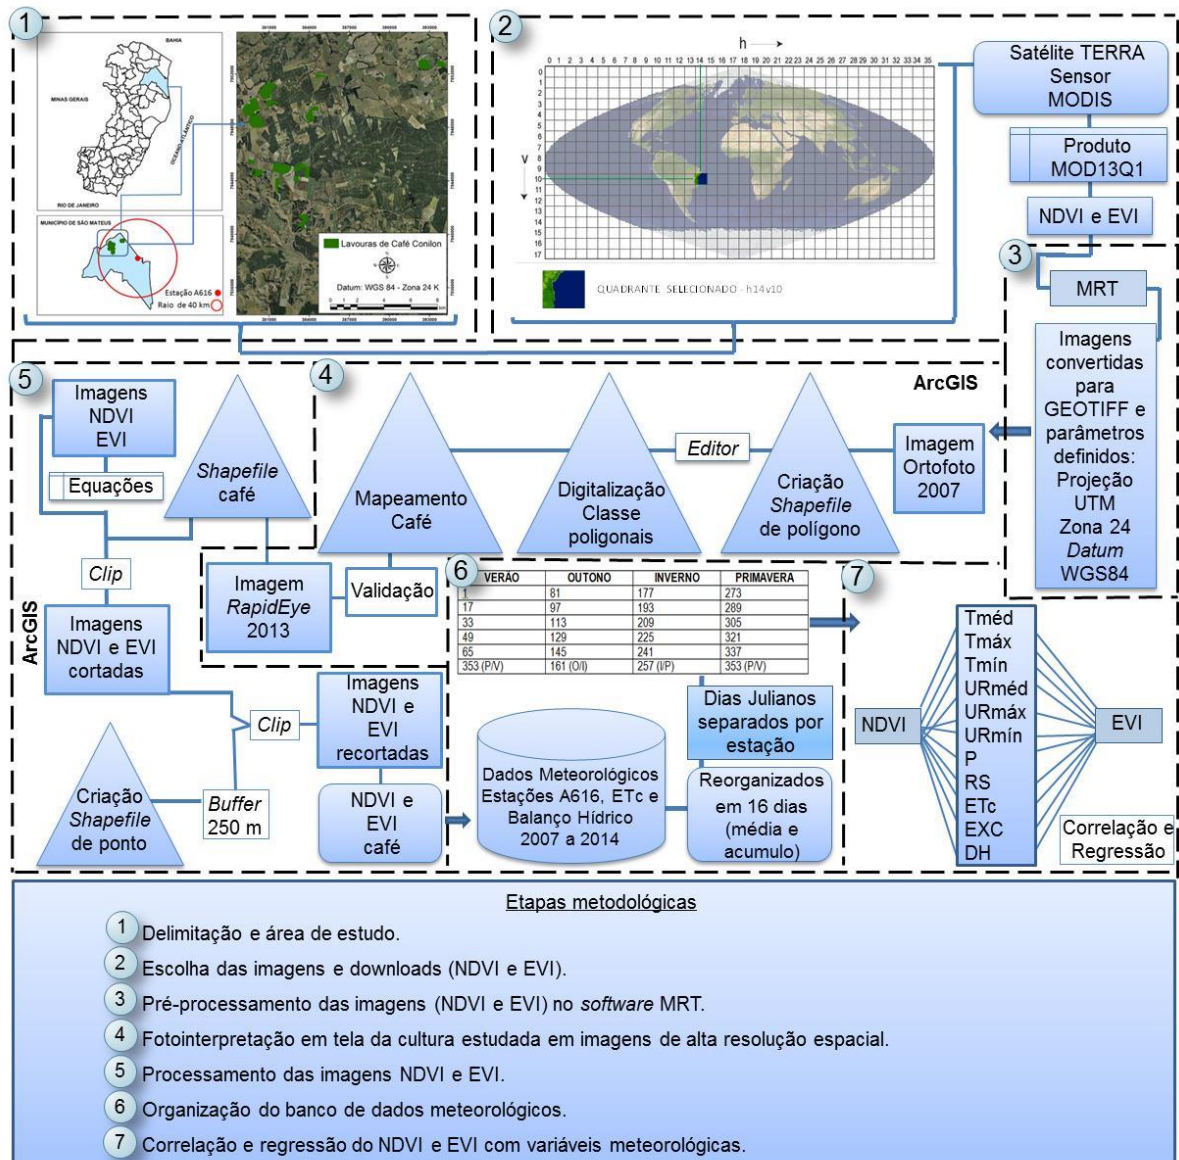 1
BAHIA
MINAS GERAIS
OCEANO ATLÂNTICO
RIO DE JANEIRO
MUNICÍPIO DE SÃO MATEUS
Estação A616
Raio de 40 km
Lavouras de Café Conilon
Datum: WGS 84 - Zona 24 K
2
h
0 1 2 3 4 5 6 7 8 9 10 11 12 13 14 15 16 17 18 19 20 21 22 23 24 25 26 27 28 29 30 31 32 33 34 35
V
0
1
2
3
4
5
6
7
8
9
10
11
12
13
14
15
16
17
QUADRANTE SELECIONADO - h14v10
Satélite TERRA
Sensor
MODIS
Produto
MOD13Q1
NDVI e EVI
3
MRT
Imagens
convertidas
para
GEOTIFF e
parâmetros
definidos:
Projeção
UTM
Zona 24
Datum
WGS84
4
ArcGIS
Imagem
Ortofoto
2007
Criação
Shapefile
de polígono
Editor
Digitalização
Classe
poligonais
Mapeamento
Café
Validação
Imagem
RapidEye
2013
5
ArcGIS
Imagens
NDVI
EVI
Equações
Shapefile
café
Clip
Imagens
NDVI e EVI
cortadas
Criação
Shapefile
de ponto
Buffer
250 m
Clip
Imagens
NDVI e
EVI
recortadas
NDVI e
EVI
café
6
VERÃO OUTONO INVERNO PRIMAVERA
1 81 177 273
17 97 193 289
33 113 209 305
49 129 225 321
65 145 241 337
353 (P/V) 161 (O/I) 257 (I/P) 353 (P/V)
Dias Julianos
separados por
estação
Dados Meteorológicos
Estações A616, ETc e
Balanço Hídrico
2007 a 2014
Reorganizados
em 16 dias
(média e
acumulo)
7
NDVI
Tméd
Tmáx
Tmín
URméd
URmáx
URmín
P
RS
ETc
EXC
DH
EVI
Correlação e
Regressão
Etapas metodológicas
1 Delimitação e área de estudo.
2 Escolha das imagens e downloads (NDVI e EVI).
3 Pré-processamento das imagens (NDVI e EVI) no software MRT.
4 Fotointerpretação em tela da cultura estudada em imagens de alta resolução espacial.
5 Processamento das imagens NDVI e EVI.
6 Organização do banco de dados meteorológicos.
7 Correlação e regressão do NDVI e EVI com variáveis meteorológicas.